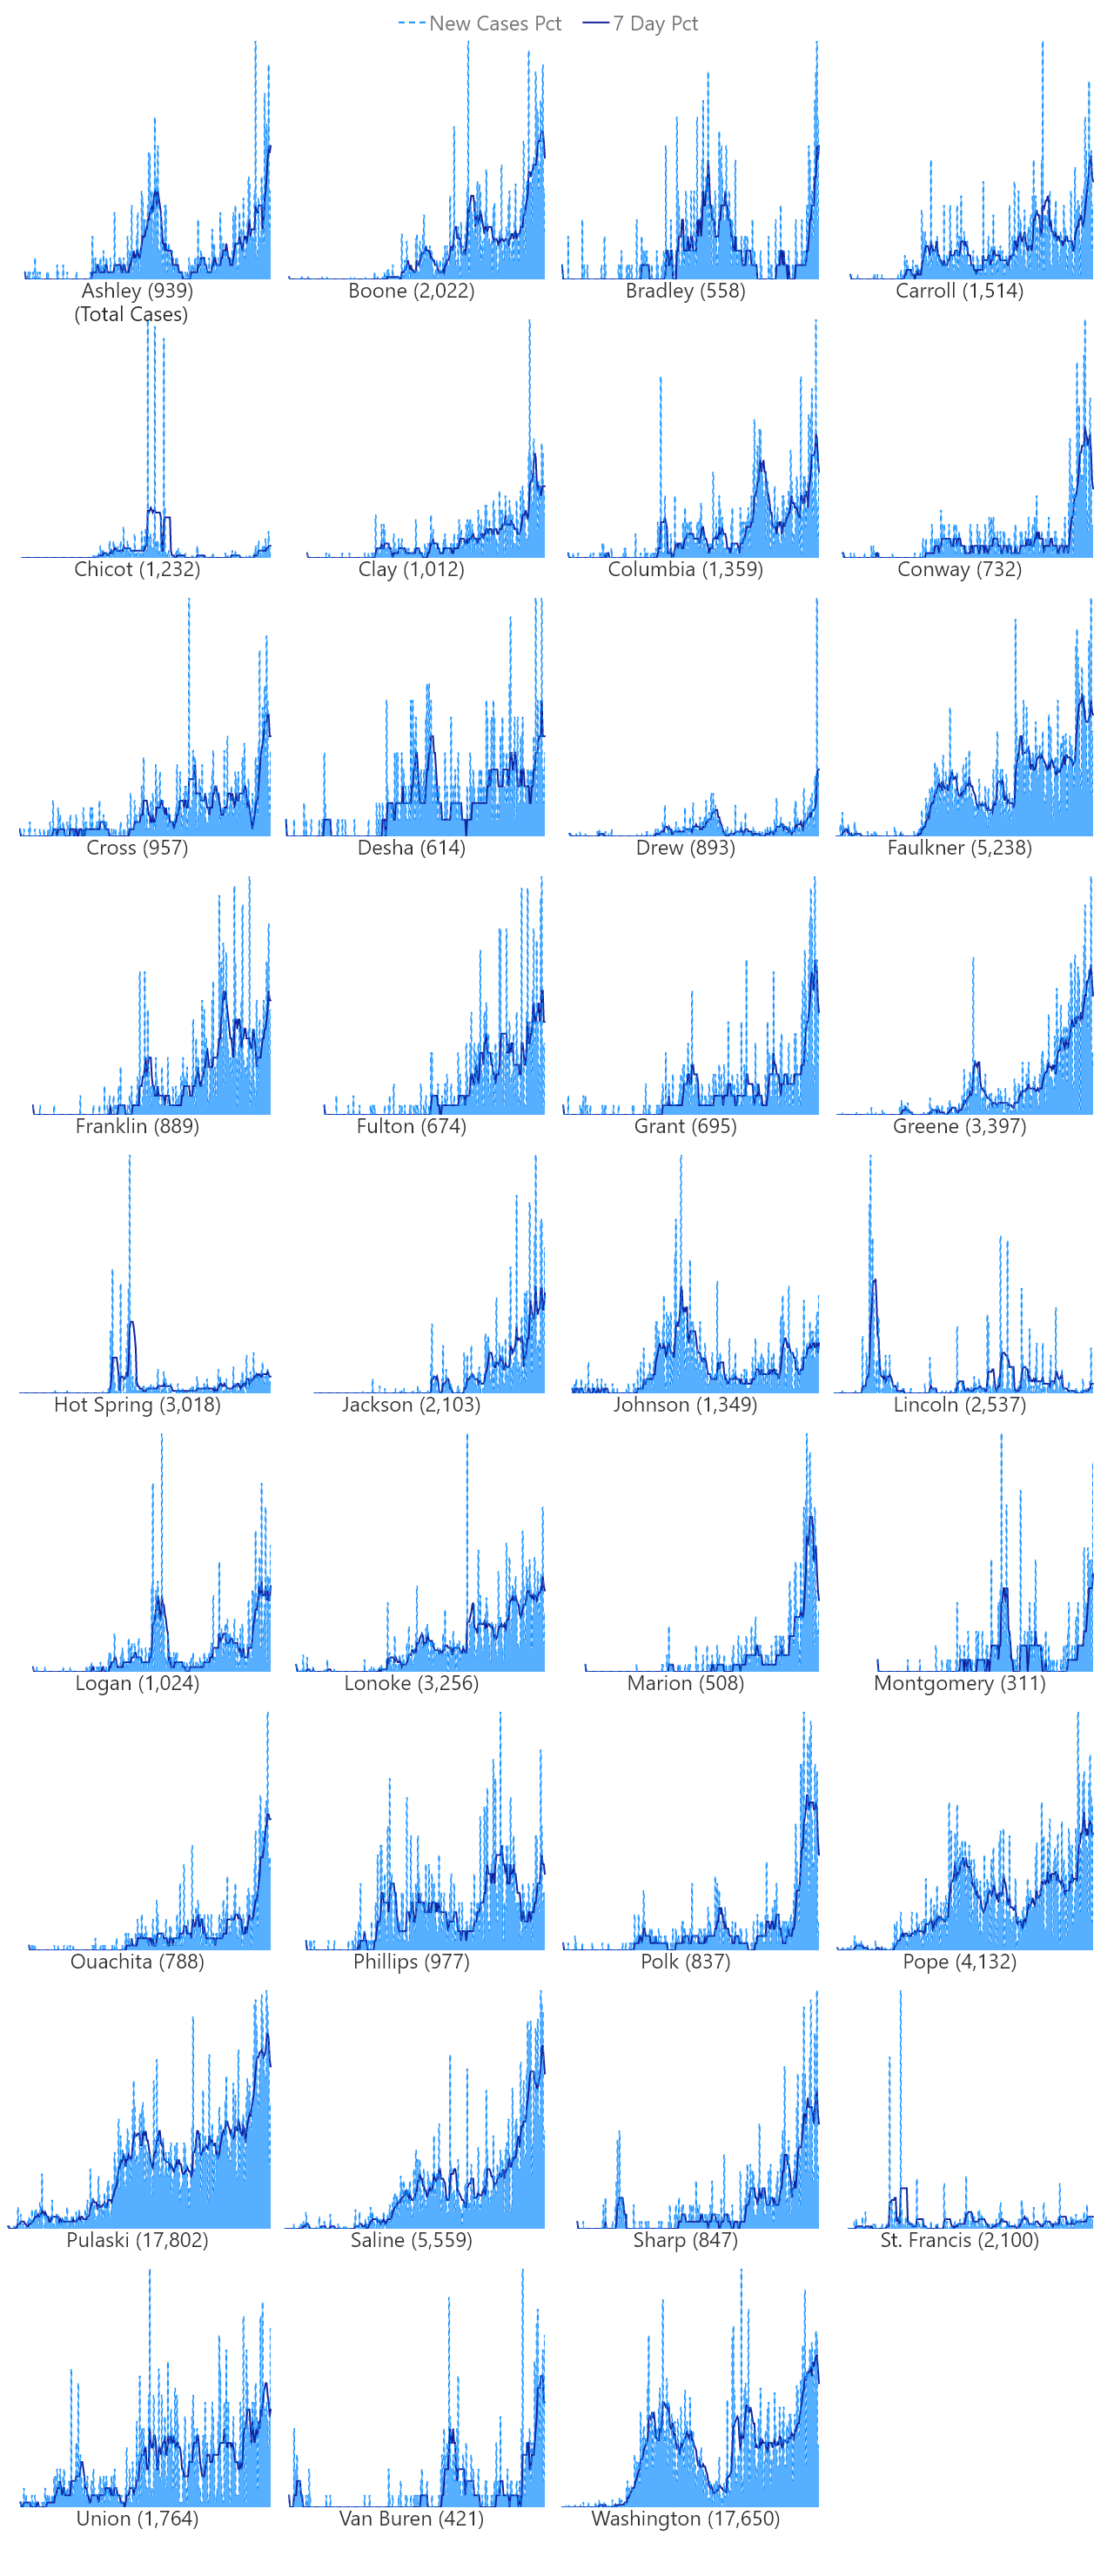 New Cases Pct 7 Day Pct
Ashley (939) Boone (2,022) Bradley (558) Carroll (1,514)
(Total Cases)
Chicot (1,232) Clay (1,012) Columbia (1,359) Conway (732)
Cross (957) Desha (614) Drew (893) Faulkner (5,238)
Franklin (889) Fulton (674) Grant (695) Greene (3,397)
Hot Spring (3,018) Jackson (2,103) Johnson (1,349) Lincoln (2,537)
Logan (1,024) Lonoke (3,256) Marion (508) Montgomery (311)
Ouachita (788) Phillips (977) Polk (837) Pope (4,132)
Pulaski (17,802) Saline (5,559) Sharp (847) St. Francis (2,100)
Union (1,764) Van Buren (421) Washington (17,650)